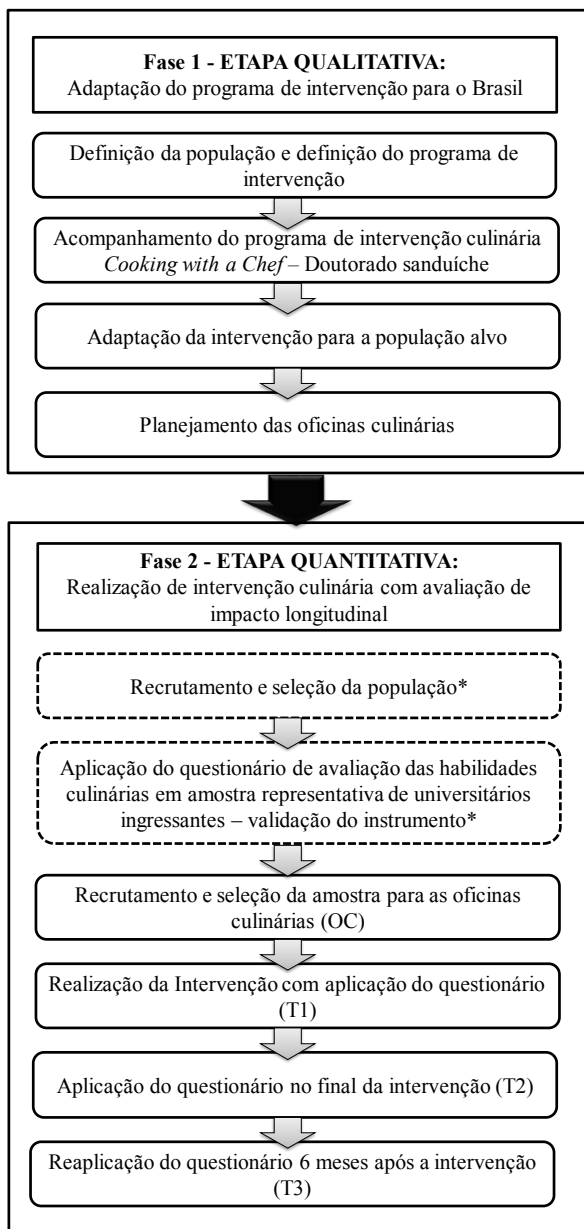 Fase 1 - ETAPA QUALITATIVA:
Adaptação do programa de intervenção para o Brasil
Definição da população e definição do programa de
intervenção
Acompanhamento do programa de intervenção culinária
Cooking with a Chef – Doutorado sanduíche
Adaptação da intervenção para a população alvo
Planejamento das oficinas culinárias
Fase 2 - ETAPA QUANTITATIVA:
Realização de intervenção culinária com avaliação de
impacto longitudinal
Recrutamento e seleção da população*
Aplicação do questionário de avaliação das habilidades
culinárias em amostra representativa de universitários
ingressantes – validação do instrumento*
Recrutamento e seleção da amostra para as oficinas
culinárias (OC)
Realização da Intervenção com aplicação do questionário
(T1)
Aplicação do questionário no final da intervenção (T2)
Reaplicação do questionário 6 meses após a intervenção
(T3)